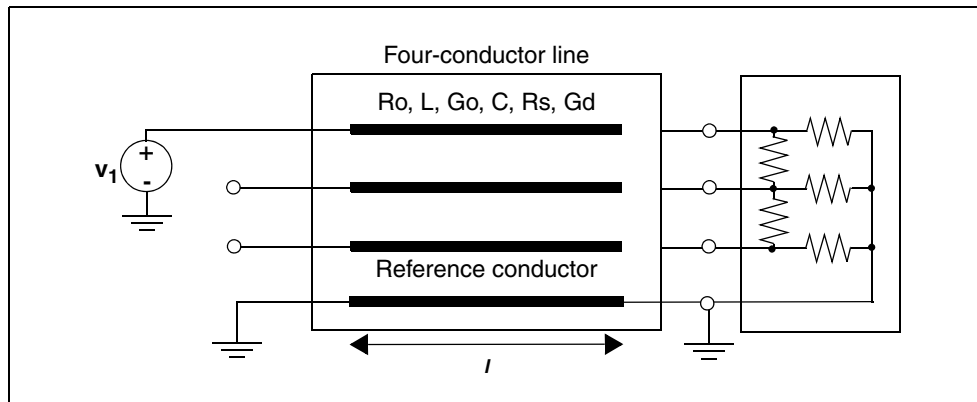 Four-conductor line
Ro, L, Go, C, Rs, Gd
+
v1
-
Reference conductor
l